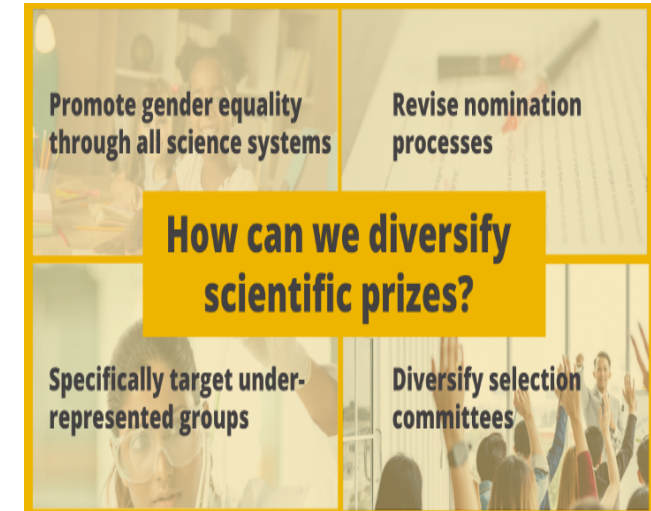 Promote gender equality
through all science systems
Revise nomination
processes
How can we diversify
scientific prizes?
Specifically target under-
represented groups
Diversify selection
committees